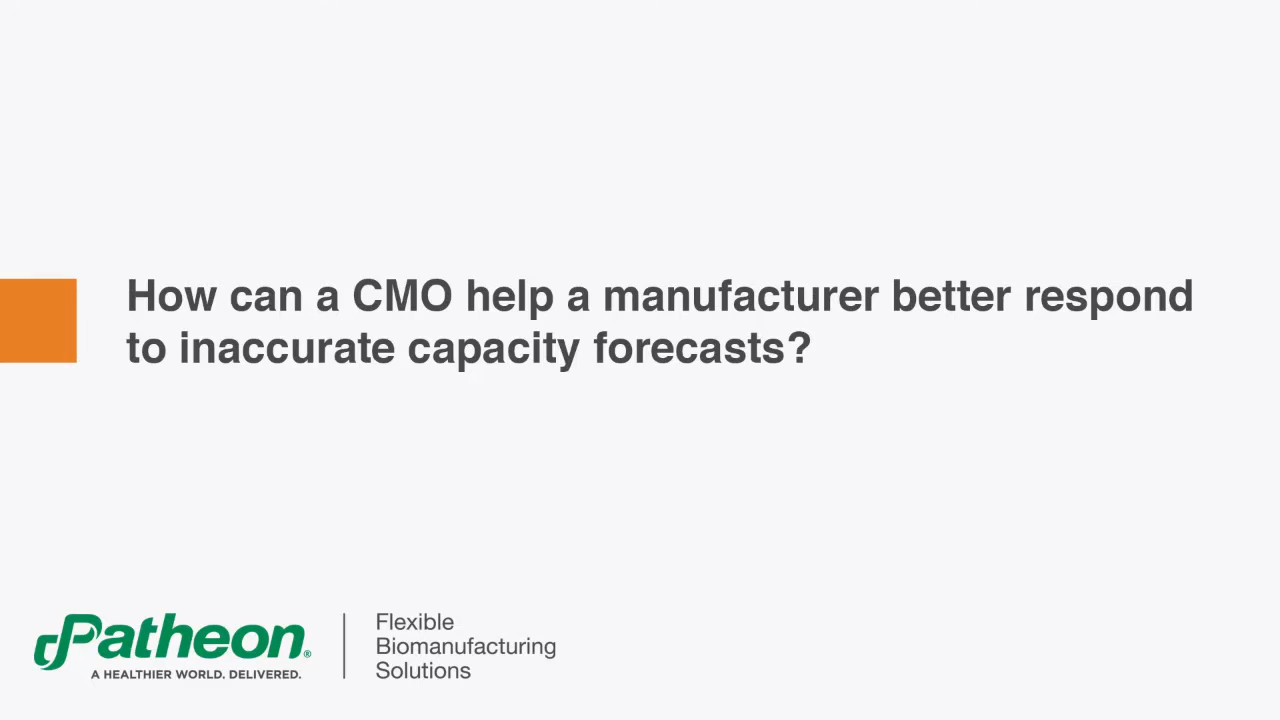 How can a CMO help a manufacturer better respond
to inaccurate capacity forecasts?
Patheon®
A HEALTHIER WORLD. DELIVERED.
Flexible
Biomanufacturing
Solutions